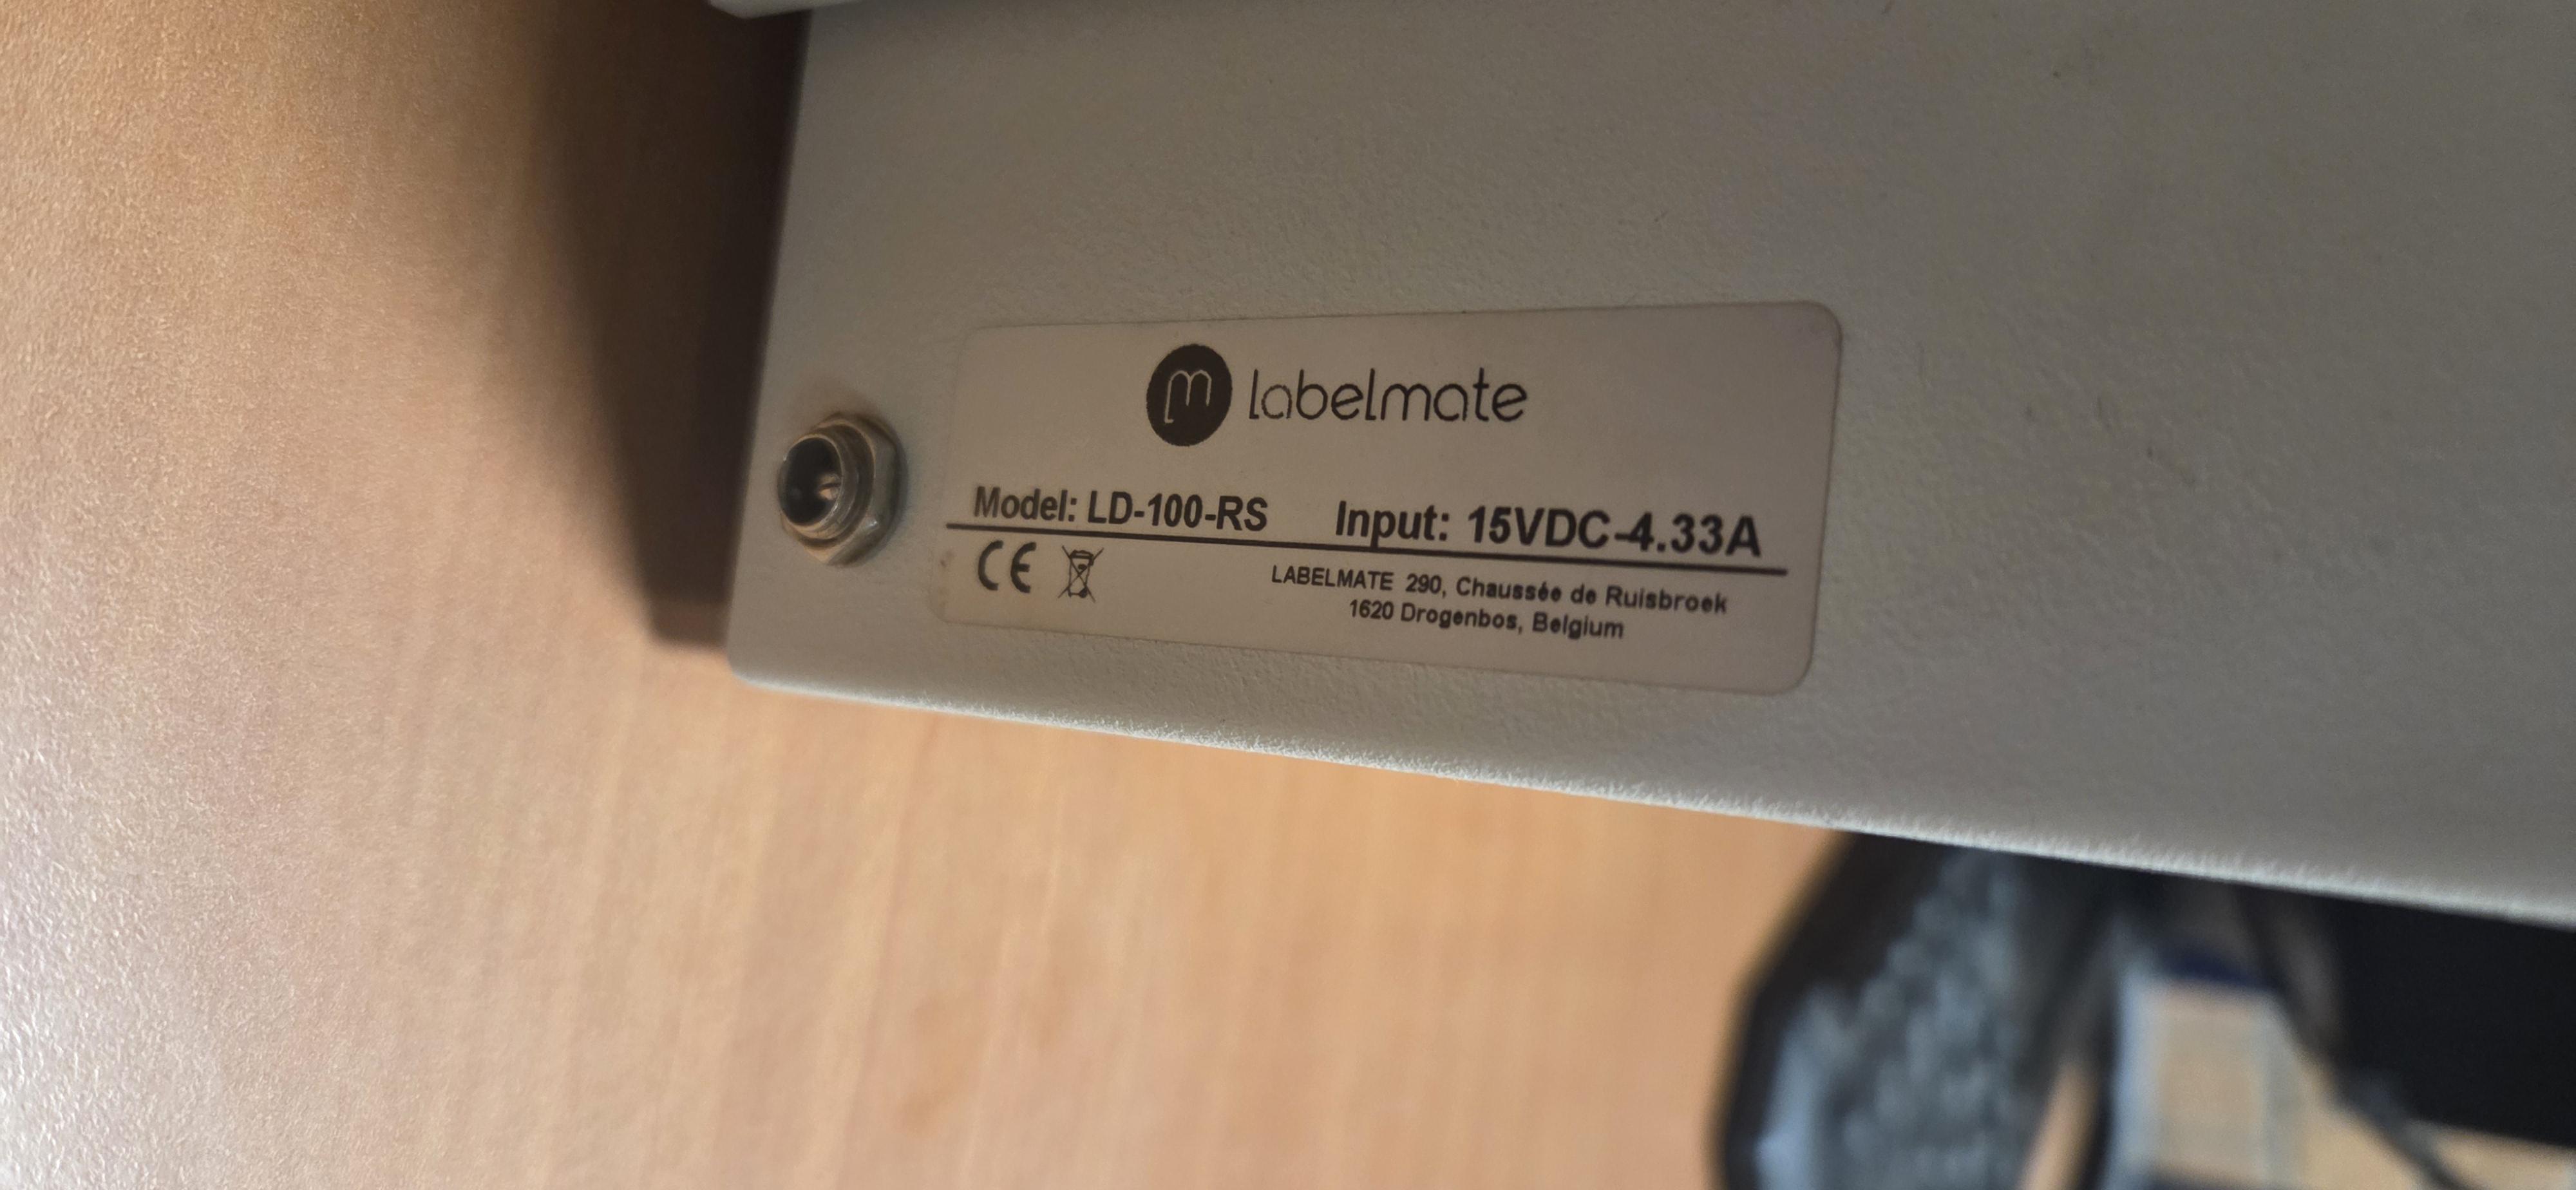 labelmate
Model: LD-100-RS Input: 15VDC-4.33A
CE LABELMATE 290, Chaussée de Ruisbroek
1620 Drogenbos, Belgium